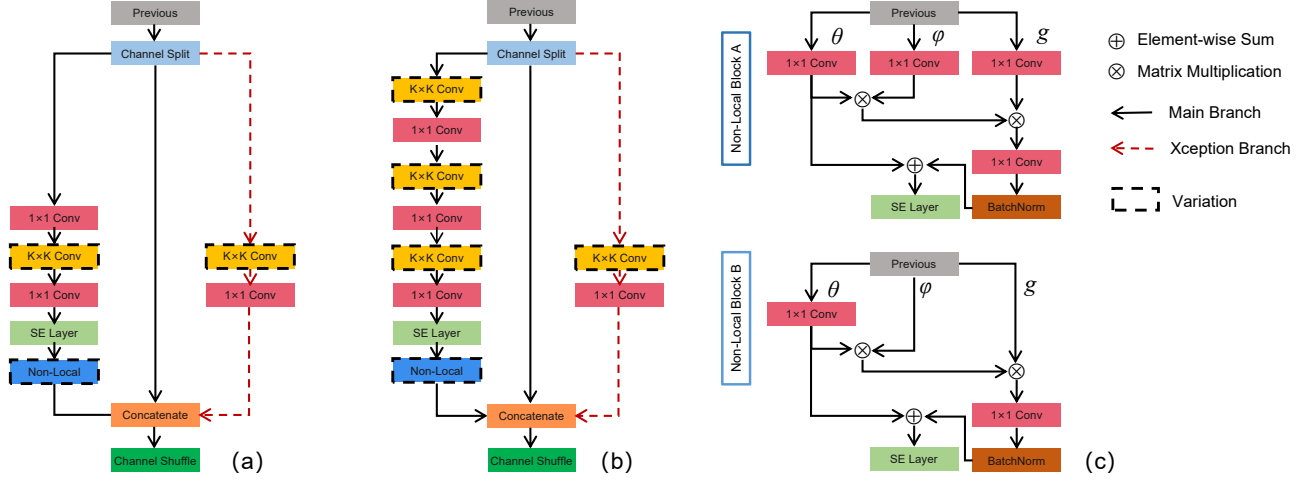 Previous
Channel Split
1×1 Conv
K×K Conv
1×1 Conv
SE Layer
Non-Local
K×K Conv
1×1 Conv
Concatenate
Channel Shuffle
(a)
Previous
Channel Split
K×K Conv
1×1 Conv
K×K Conv
1×1 Conv
K×K Conv
1×1 Conv
SE Layer
Non-Local
K×K Conv
1×1 Conv
Concatenate
Channel Shuffle
(b)
Non-Local Block A
Previous
θ φ g
1×1 Conv 1×1 Conv 1×1 Conv
1×1 Conv
SE Layer BatchNorm
Non-Local Block B
Previous
θ φ g
1×1 Conv
1×1 Conv
SE Layer BatchNorm
(c)
Element-wise Sum
Matrix Multiplication
Main Branch
Xception Branch
Variation